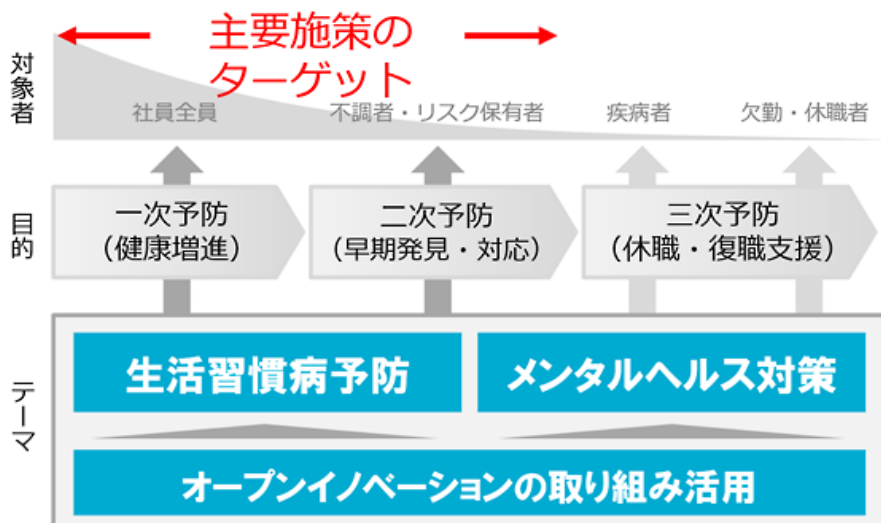 主要施策の
ターゲット
対象者
社員全員
不調者・リスク保有者
疾病者
欠勤・休職者
目的
一次予防
(健康増進)
二次予防
(早期発見・対応)
三次予防
(休職・復職支援)
テーマ
生活習慣病予防
メンタルヘルス対策
オープンイノベーションの取り組み活用